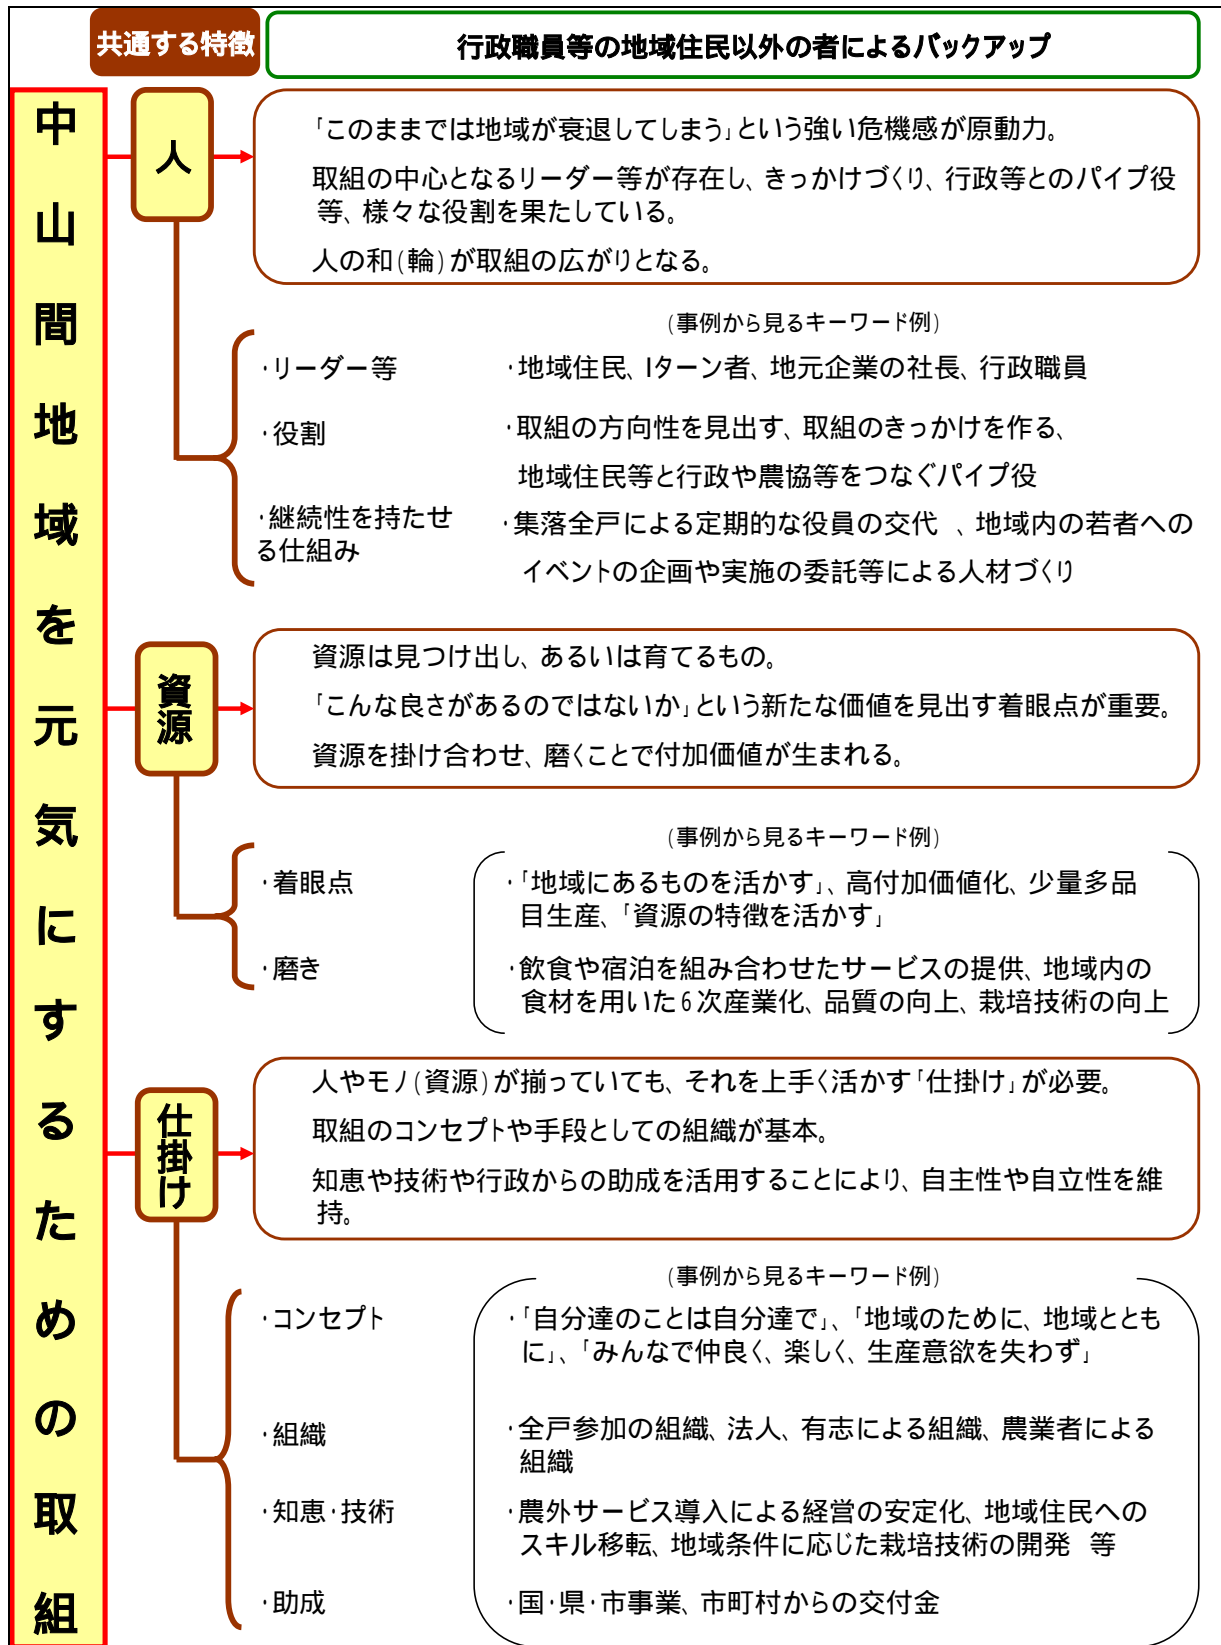 共通する特徴
行政職員等の地域住民以外の者によるバックアップ
中山間地域を元気にするための取組
人
「このままでは地域が衰退してしまう」という強い危機感が原動力。
取組の中心となるリーダー等が存在し、きっかけづくり、行政等とのパイプ役
等、様々な役割を果たしている。
人の和(輪)が取組の広がりとなる。
(事例から見るキーワード例)
・リーダー等
・地域住民、Iターン者、地元企業の社長、行政職員
・役割
・取組の方向性を見出す、取組のきっかけを作る、
地域住民等と行政や農協等をつなぐパイプ役
・継続性を持たせ
る仕組み
・集落全戸による定期的な役員の交代 、地域内の若者への
イベントの企画や実施の委託等による人材づくり
資源
資源は見つけ出し、あるいは育てるもの。
「こんな良さがあるのではないか」という新たな価値を見出す着眼点が重要。
資源を掛け合わせ、磨くことで付加価値が生まれる。
(事例から見るキーワード例)
・着眼点
・「地域にあるものを活かす」、高付加価値化、少量多品
目生産、「資源の特徴を活かす」
・磨き
・飲食や宿泊を組み合わせたサービスの提供、地域内の
食材を用いた6次産業化、品質の向上、栽培技術の向上
仕掛け
人やモノ(資源)が揃っていても、それを上手く活かす「仕掛け」が必要。
取組のコンセプトや手段としての組織が基本。
知恵や技術や行政からの助成を活用することにより、自主性や自立性を維
持。
(事例から見るキーワード例)
・コンセプト
・「自分達のことは自分達で」、「地域のために、地域ととも
に」、「みんなで仲良く、楽しく、生産意欲を失わず」
・組織
・全戸参加の組織、法人、有志による組織、農業者による
組織
・知恵・技術
・農外サービス導入による経営の安定化、地域住民への
スキル移転、地域条件に応じた栽培技術の開発 等
・助成
・国・県・市事業、市町村からの交付金